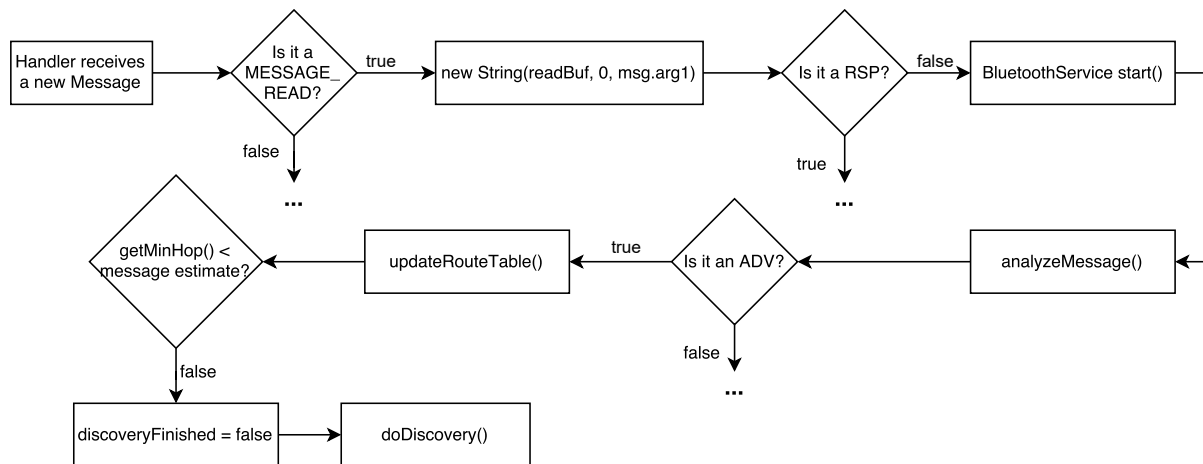 Handler receives
a new Message
Is it a
MESSAGE_
READ?
true
new String(readBuf, 0, msg.arg1)
Is it a RSP?
false
BluetoothService start()
false
...
true
...
getMinHop() <
message estimate?
updateRouteTable()
true
Is it an ADV?
analyzeMessage()
false
...
false
discoveryFinished = false
doDiscovery()